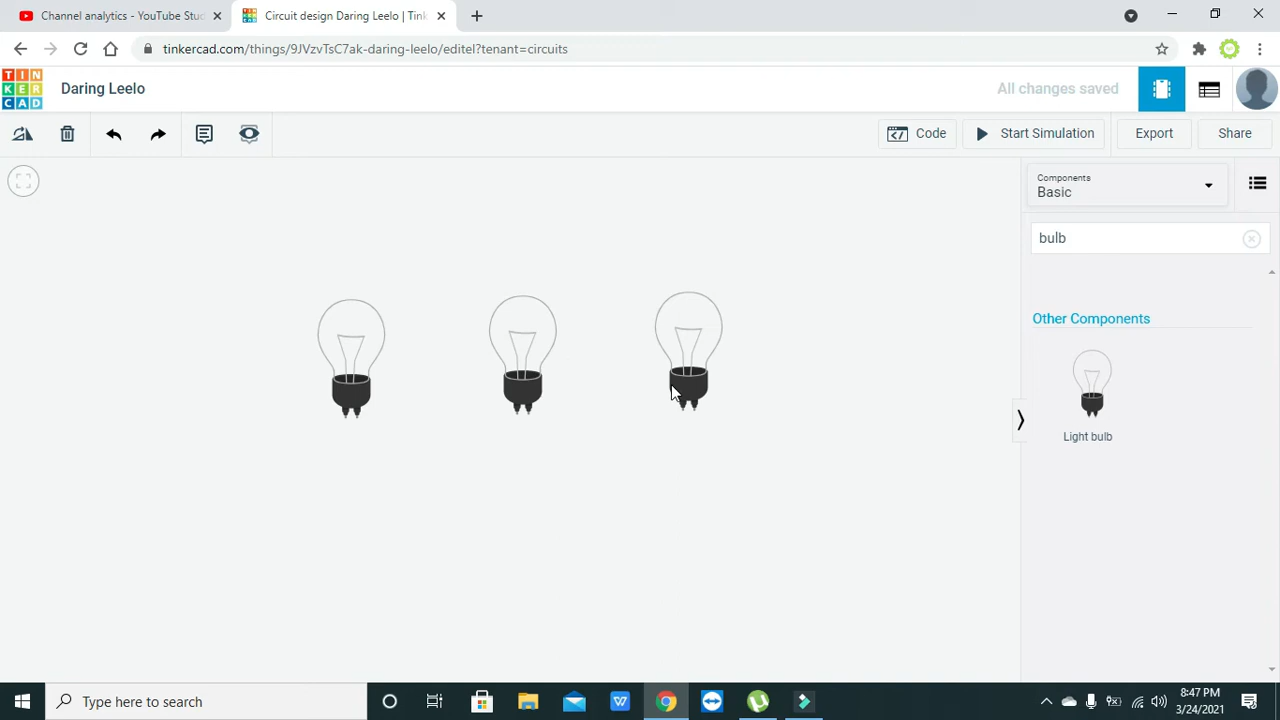 Channel analytics - YouTube Stud
Circuit design Daring Leelo | Tink
tinkercad.com/things/9JVzvTsC7ak-daring-leelo/editel?tenant=circuits
TIN
KER
CAD
Daring Leelo
All changes saved
Code
Start Simulation
Export
Share
Components
Basic
bulb
Other Components
Light bulb
Type here to search
W
8:47 PM
3/24/2021